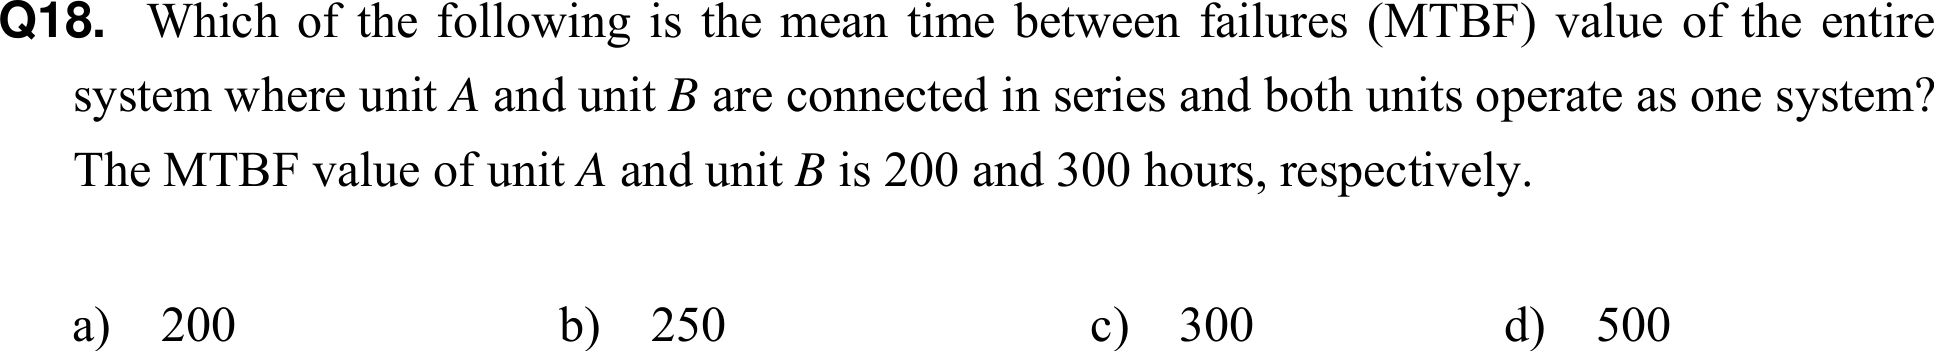 Q18. Which of the following is the mean time between failures (MTBF) value of the entire
system where unit A and unit B are connected in series and both units operate as one system?
The MTBF value of unit A and unit B is 200 and 300 hours, respectively.
a) 200 b) 250 c) 300 d) 500